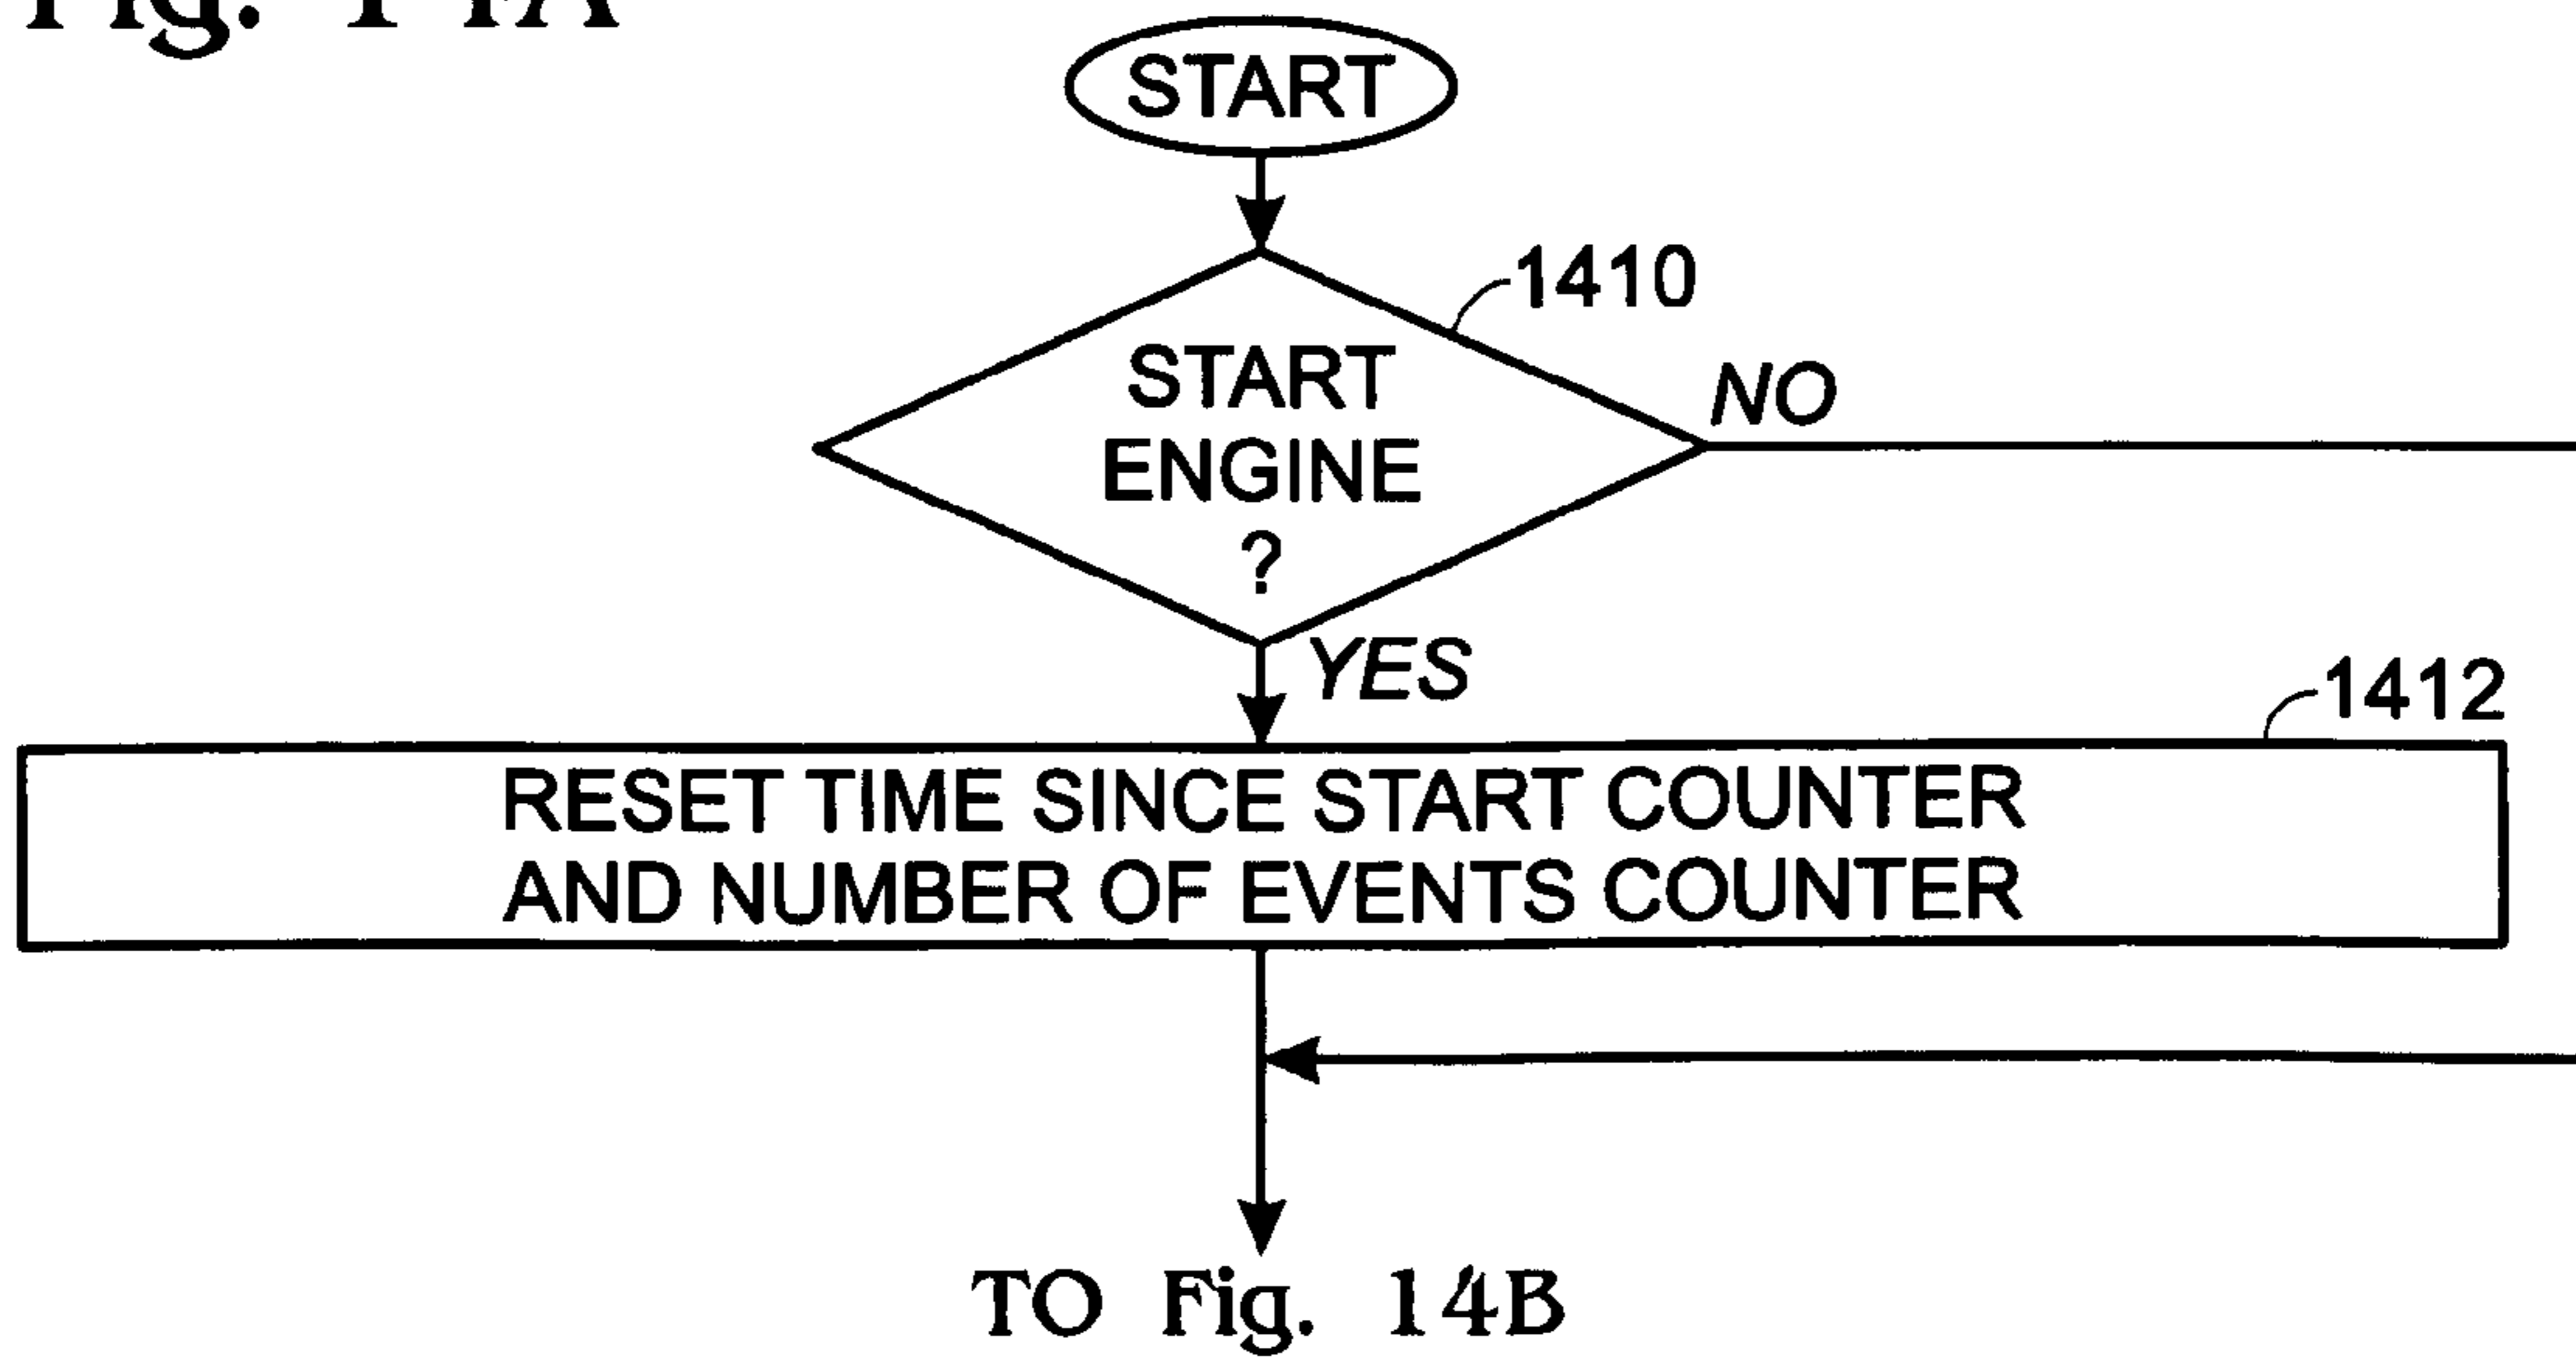 Fig. 14A
START
1410
START
ENGINE
?
NO
YES
1412
RESET TIME SINCE START COUNTER
AND NUMBER OF EVENTS COUNTER
TO Fig. 14B